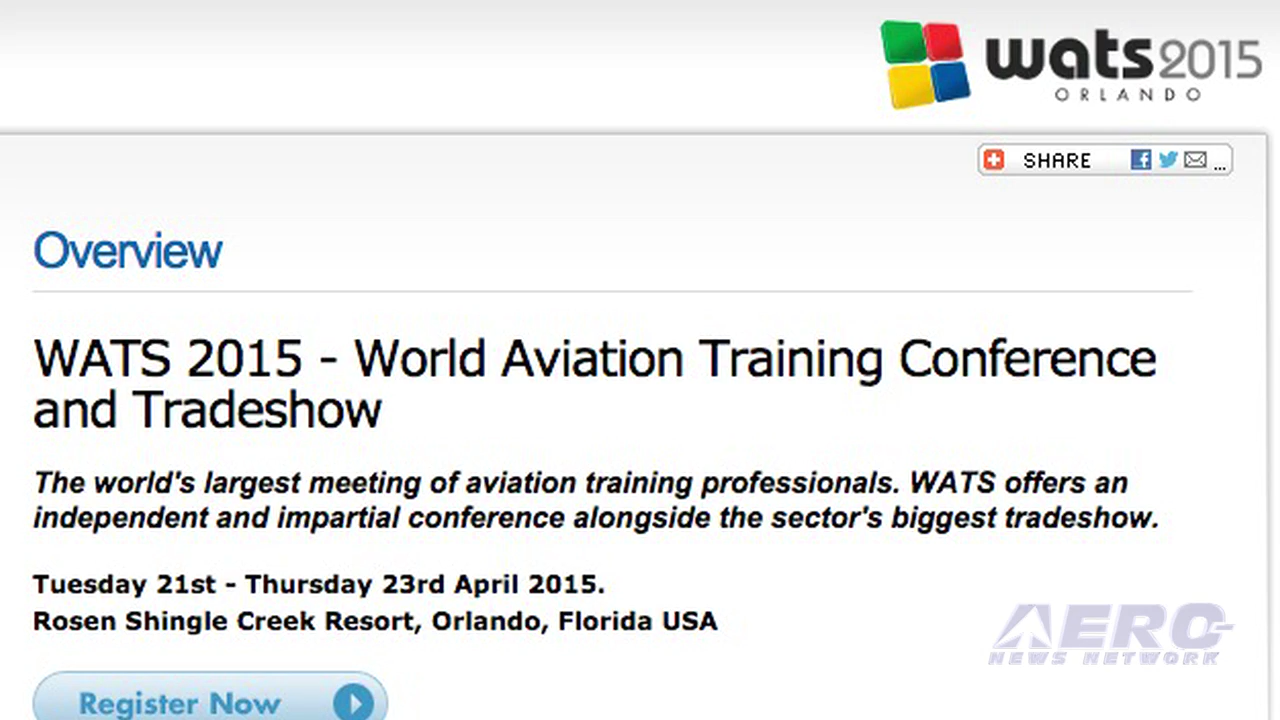 wats2015
ORLANDO
SHARE
...
Overview
WATS 2015 - World Aviation Training Conference
and Tradeshow
The world's largest meeting of aviation training professionals. WATS offers an
independent and impartial conference alongside the sector's biggest tradeshow.
Tuesday 21st - Thursday 23rd April 2015.
Rosen Shingle Creek Resort, Orlando, Florida USA
AERO
NEWS NETWORK
Register Now